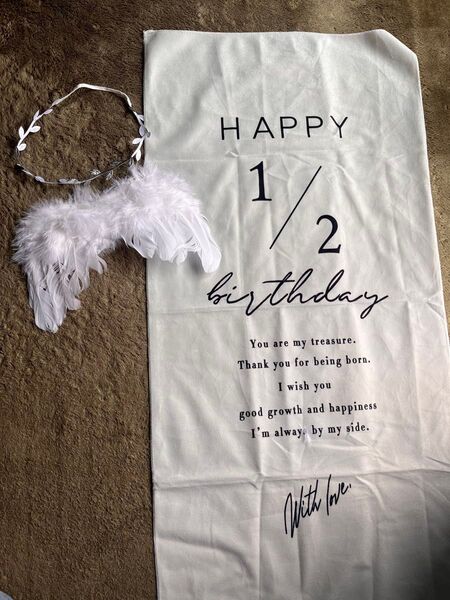 HAPPY
1/2
birthday
You are my treasure.
Thank you for being born.
I wish you
good growth and happiness
I'm alway by my side.
With love.